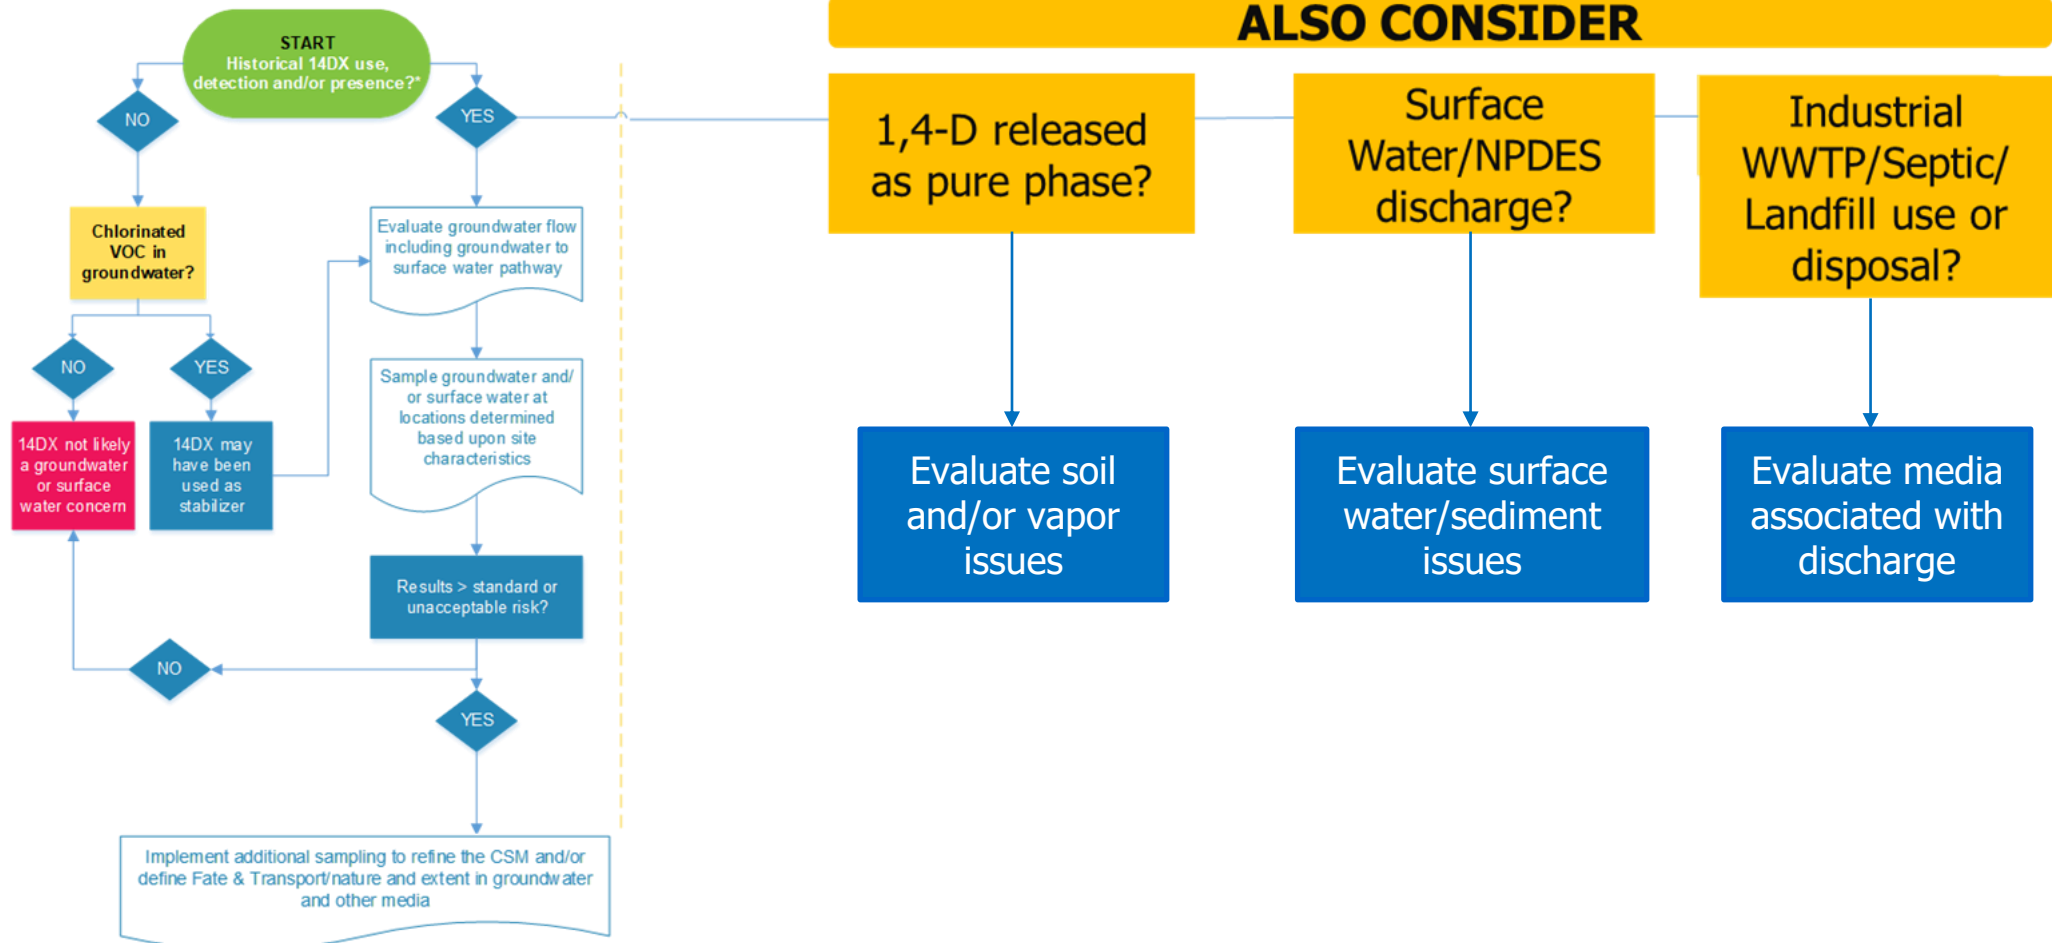 START
Historical 14DX use,
detection and/or presence?*
NO
YES
Chlorinated
VOC in
groundwater?
NO
YES
14DX not likely
a groundwater
or surface
water concern
14DX may
have been
used as
stabilizer
Evaluate groundwater flow
including groundwater to
surface water pathway
Sample groundwater and/
or surface water at
locations determined
based upon site
characteristics
Results > standard or
unacceptable risk?
NO
YES
Implement additional sampling to refine the CSM and/or
define Fate & Transport/nature and extent in groundwater
and other media
ALSO CONSIDER
1,4-D released
as pure phase?
Surface
Water/NPDES
discharge?
Industrial
WWTP/Septic/
Landfill use or
disposal?
Evaluate soil
and/or vapor
issues
Evaluate surface
water/sediment
issues
Evaluate media
associated with
discharge